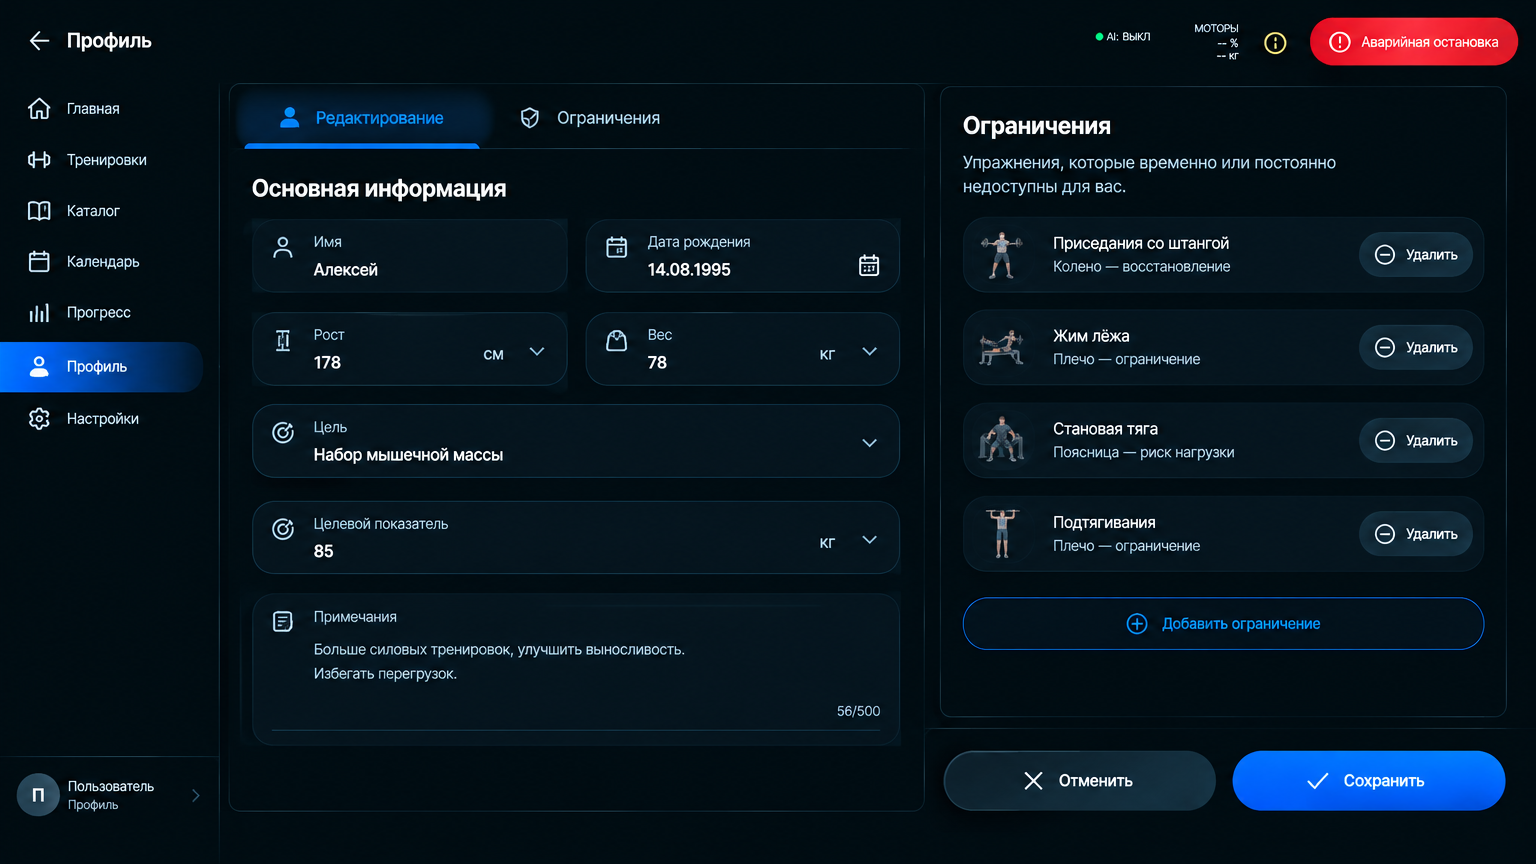 Профиль
AI: ВЫКЛ
МОТОРЫ
-- %
-- кг
Аварийная остановка
Главная
Тренировки
Каталог
Календарь
Прогресс
Профиль
Настройки
П
Пользователь
Профиль
Редактирование
Ограничения
Основная информация
Имя
Алексей
Дата рождения
14.08.1995
Рост
178
см
Вес
78
кг
Цель
Набор мышечной массы
Целевой показатель
85
кг
Примечания
Больше силовых тренировок, улучшить выносливость.
Избегать перегрузок.
56/500
Ограничения
Упражнения, которые временно или постоянно
недоступны для вас.
Приседания со штангой
Колено — восстановление
Удалить
Жим лёжа
Плечо — ограничение
Удалить
Становая тяга
Поясница — риск нагрузки
Удалить
Подтягивания
Плечо — ограничение
Удалить
Добавить ограничение
Отменить
Сохранить